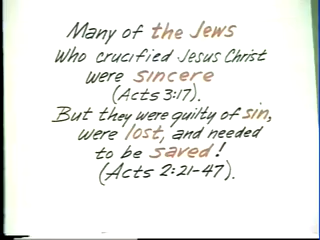 Many of the Jews
who crucified Jesus Christ
were sincere
(Acts 3:17).
But they were guilty of sin,
were lost, and needed
to be saved!
(Acts 2:21-47).